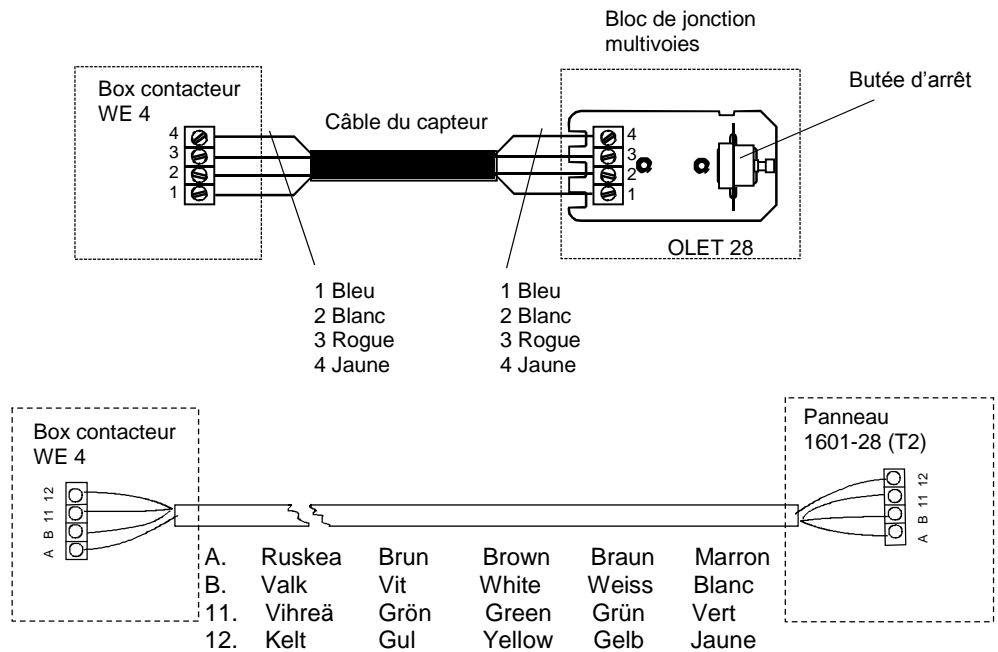 Bloc de jonction
multivoies
Box contacteur
WE 4
Butée d'arrêt
Câble du capteur
4
3
2
1
4
3
2
1
OLET 28
1 Bleu
2 Blanc
3 Rogue
4 Jaune
1 Bleu
2 Blanc
3 Rogue
4 Jaune
Box contacteur
WE 4
12
11
B
A
Panneau
1601-28 (T2)
12
11
B
A
A. Ruskea Brun Brown Braun Marron
B. Valk Vit White Weiss Blanc
11. Vihreä Grön Green Grün Vert
12. Kelt Gul Yellow Gelb Jaune